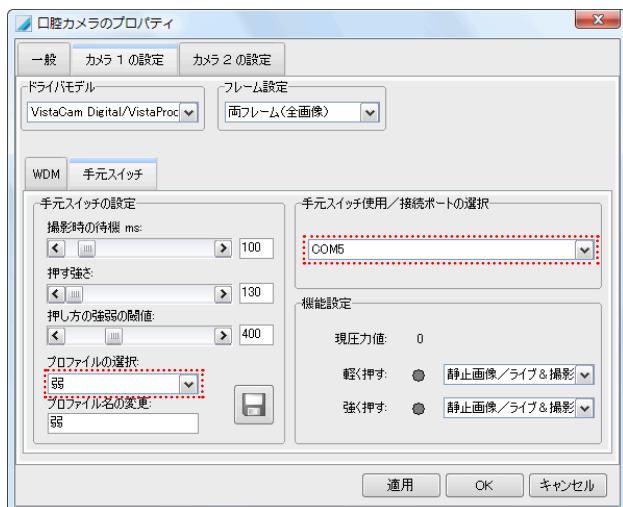 口腔カメラのプロパティ
一般 カメラ１の設定 カメラ２の設定
ドライバモデル フレーム設定
VistaCam Digital/VistaProc 両フレーム(全画像)
WDM 手元スイッチ
手元スイッチの設定
撮影時の待機 ms:
100
押す強さ:
130
押し方の強弱の閾値:
400
プロファイルの選択:
弱
プロファイル名の変更:
弱
手元スイッチ使用／接続ポートの選択
COM5
機能設定
現圧力値: 0
軽く押す: 静止画像／ライブ＆撮影
強く押す: 静止画像／ライブ＆撮影
適用 OK キャンセル